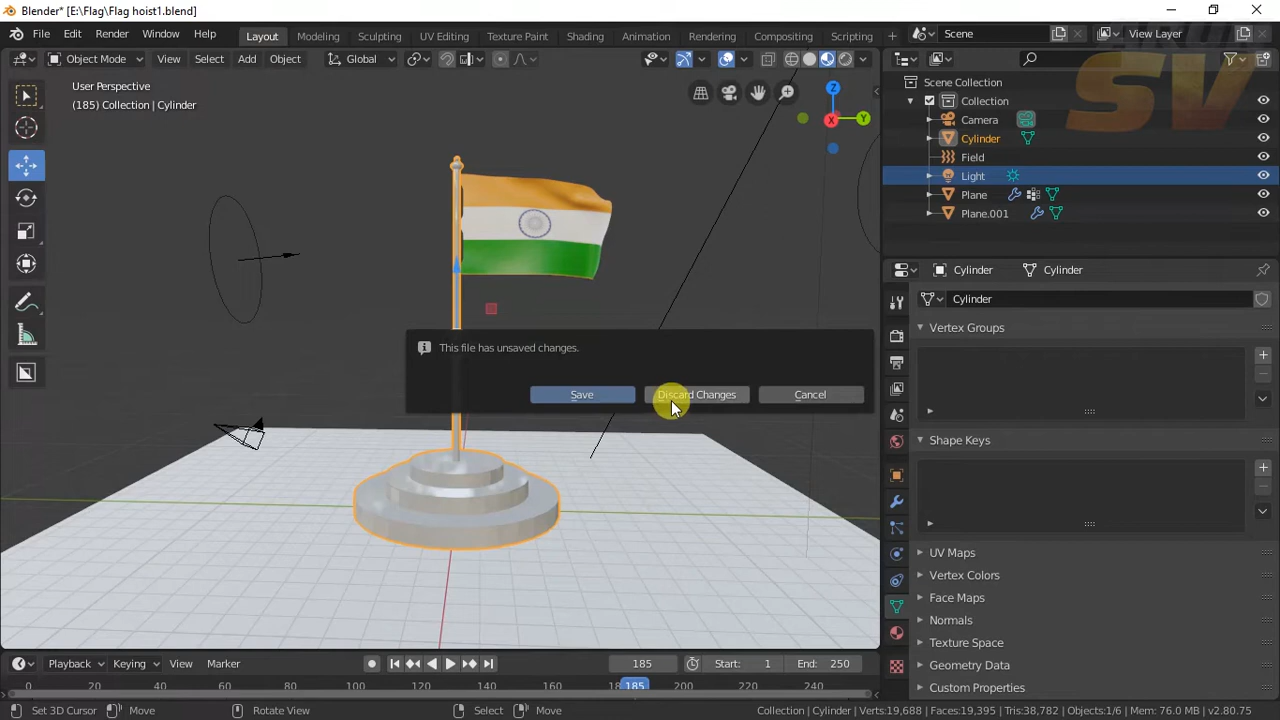 Blender* [E:\Flag\Flag hoist1.blend]
File Edit Render Window Help Layout Modeling Sculpting UV Editing Texture Paint Shading Animation Rendering Compositing Scripting Scene View Layer
Object Mode View Select Add Object Global
User Perspective
(185) Collection | Cylinder
Z
X
Y
Scene Collection
Collection
Camera
Cylinder
Field
Light
Plane
Plane.001
SV
Cylinder Cylinder
Cylinder
Vertex Groups
Shape Keys
UV Maps
Vertex Colors
Face Maps
Normals
Texture Space
Geometry Data
Custom Properties
This file has unsaved changes.
Save Discard Changes Cancel
Playback Keying View Marker 185 Start: 1 End: 250
0 20 40 60 80 100 120 140 160 185 200 220 240
Set 3D Cursor Move Rotate View Select Move Collection | Cylinder | Verts:19,688 | Faces:19,395 | Tris:38,782 | Objects:1/6 | Mem: 76.0 MB | v2.80.75